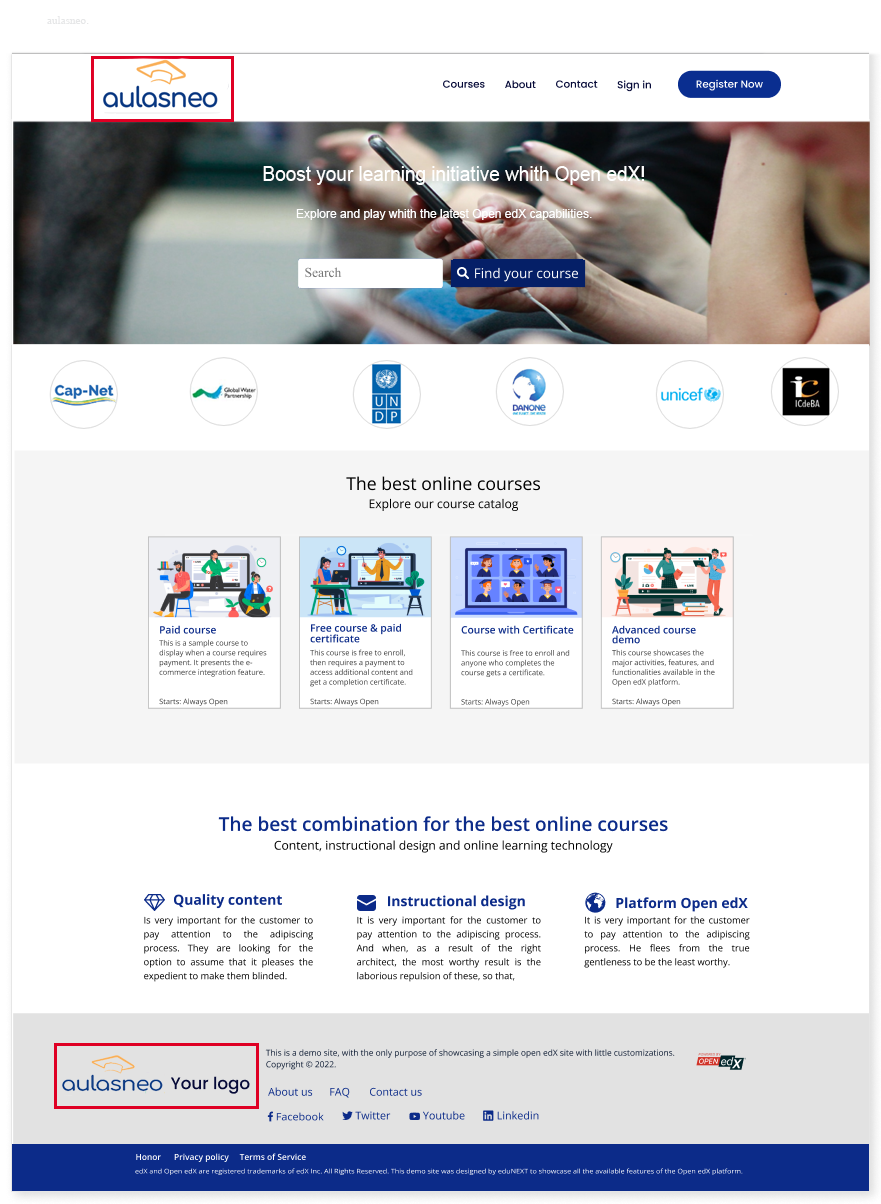 aulasneo.
aulasneo
Courses About Contact Sign in Register Now
Boost your learning initiative whith Open edX!
Explore and play whith the latest Open edX capabilities.
Search Find your course
Cap-Net
Global Water
Partnership
U N
D P
DANONE
unicef
ic
ICdeBA
The best online courses
Explore our course catalog
Paid course
This is a sample course to
display when a course requires
payment. It presents the e-
commerce integration feature.
Starts: Always Open
Free course & paid
certificate
This course is free to enroll,
then requires a payment to
access additional content and
get a completion certificate.
Starts: Always Open
Course with Certificate
This course is free to enroll and
anyone who completes the
course gets a certificate.
Starts: Always Open
Advanced course
demo
This course showcases the
major activities, features, and
functionalities available in the
Open edX platform.
Starts: Always Open
The best combination for the best online courses
Content, instructional design and online learning technology
Quality content
Is very important for the customer to
pay attention to the adipiscing
process. They are looking for the
option to assume that it pleases the
expedient to make them blinded.
Instructional design
It is very important for the customer to
pay attention to the adipiscing process.
And when, as a result of the right
architect, the most worthy result is the
laborious repulsion of these, so that,
Platform Open edX
It is very important for the customer
to pay attention to the adipiscing
process. He flees from the true
gentleness to be the least worthy.
aulasneo Your logo
This is a demo site, with the only purpose of showcasing a simple open edX site with little customizations.
Copyright © 2022.
About us FAQ Contact us
Facebook Twitter Youtube Linkedin
POWERED BY
OPEN edX
Honor Privacy policy Terms of Service
edX and Open edX are registered trademarks of edX Inc. All Rights Reserved. This demo site was designed by eduNEXT to showcase all the available features of the Open edX platform.